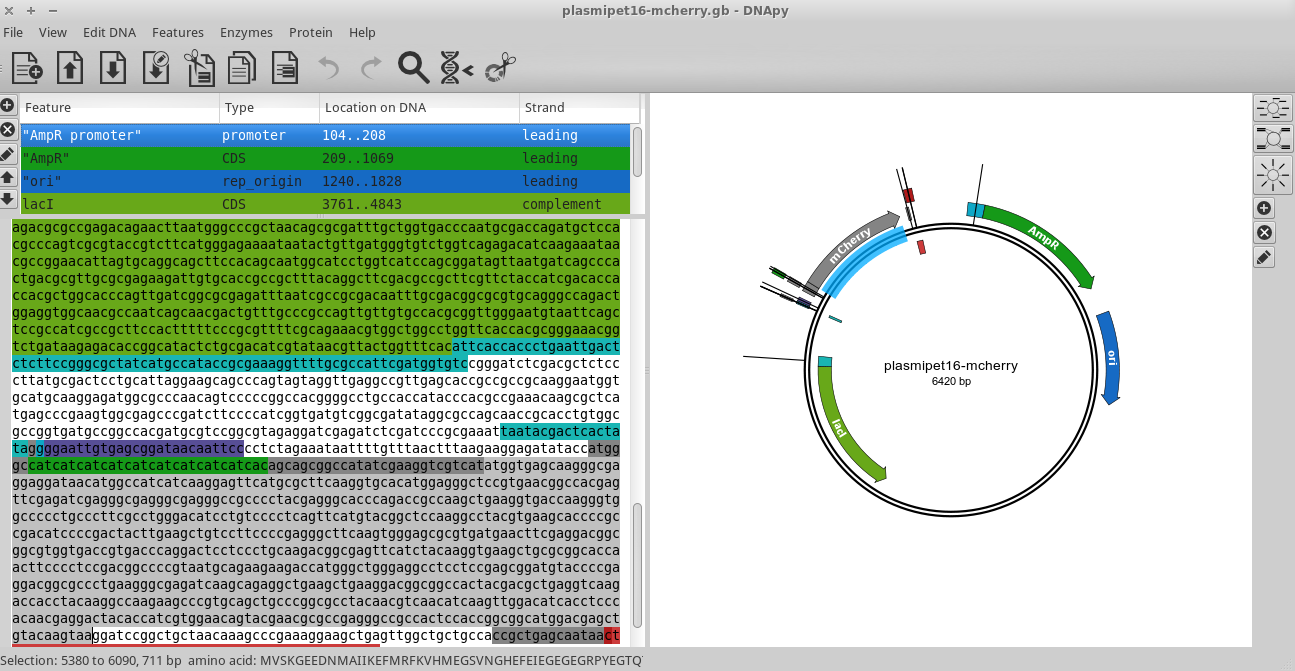 plasmipet16-mcherry.gb - DNApy
File View Edit DNA Features Enzymes Protein Help
Feature Type Location on DNA Strand
"AmpR promoter" promoter 104..208 leading
"AmpR" CDS 209..1069 leading
"ori" rep_origin 1240..1828 leading
lacI CDS 3761..4843 complement
agacgcgccgagacagaacttaatgggcccgctaacagcgcgatttgctggtgacccaatgcgaccagatgctcca
cgcccagtcgcgtaccgtcttcatgggagaaaataatactgttgatgggtgtctggtcagagacatcaagaaataa
cgccggaacattagtgcaggcagcttccacagcaatggcatcctggtcatccagcggatagttaatgatcagccca
ctgacgcgttgcgcgagaagattgtgcaccgccgctttacaggcttcgacgccgcttcgttctaccatcgacacca
ccacgctggcacccagttgatcggcgcgagatttaatcgccgcgacaatttgcgacggcgcgtgcagggccagact
ggaggtggcaacgccaatcagcaacgactgtttgcccgccagttgttgtgccacgcggttgggaatgtaattcagc
tccgccatcgccgcttccactttttcccgcgttttcgcagaaacgtggctggcctggttcaccacgcgggaaacgg
tctgataagagacaccggcatactctgcgacatcgtataacgttactggtttcacattcaccaccctgaattgact
ctcttccgggcgctatcatgccataccgcgaaaggttttgcgccattcgatggtgtccgggatctcgacgctctcc
cttatgcgactcctgcattaggaagcagcccagtagtaggttgaggccgttgagcaccgccgccgcaaggaatggt
gcatgcaaggagatggcgcccaacagtcccccggccacggggcctgccaccatacccacgccgaaacaagcgctca
tgagcccgaagtggcgagcccgatcttccccatcggtgatgtcggcgatataggcgccagcaaccgcacctgtggc
gccggtgatgccggccacgatgcgtccggcgtagaggatcgagatctcgatcccgcgaaattaatacgactcacta
taggggaattgtgagcggataacaattcccctctagaaataattttgtttaactttaagaaggagatataccatgg
gccatcatcatcatcatcatcatcatcatcacagcagcggccatatcgaaggtcgtcatatggtgagcaagggcga
ggaggataacatggccatcatcaaggagttcatgcgcttcaaggtgcacatggagggctccgtgaacggccacgag
ttcgagatcgagggcgagggcgagggccgcccctacgagggcacccagaccgccaagctgaaggtgaccaagggtg
gccccctgcccttcgcctgggacatcctgtcccctcagttcatgtacggctccaaggcctacgtgaagcaccccgc
cgacatccccgactacttgaagctgtccttccccgagggcttcaagtgggagcgcgtgatgaacttcgaggacggc
ggcgtggtgaccgtgacccaggactcctccctgcaagacggcgagttcatctacaaggtgaagctgcgcggcacca
acttcccctccgacggccccgtaatgcagaagaagaccatgggctgggaggcctcctccgagcggatgtaccccga
ggacggcgccctgaagggcgagatcaagcagaggctgaagctgaaggacggcggccactacgacgctgaggtcaag
accacctacaaggccaagaagcccgtgcagctgcccggcgcctacaacgtcaacatcaagttggacatcacctccc
acaacgaggactacaccatcgtggaacagtacgaacgcgccgagggccgccactccaccggcggcatggacgagct
gtacaagtaaggatccggctgctaacaaagcccgaaaggaagctgagttggctgctgccaccgctgagcaataact
mCherry
AmpR
ori
lacI
plasmipet16-mcherry
6420 bp
Selection: 5380 to 6090, 711 bp amino acid: MVSKGEEDNMAIIKEFMRFKVHMEGSVNGHEFEIEGEGEGRPYEGTQ